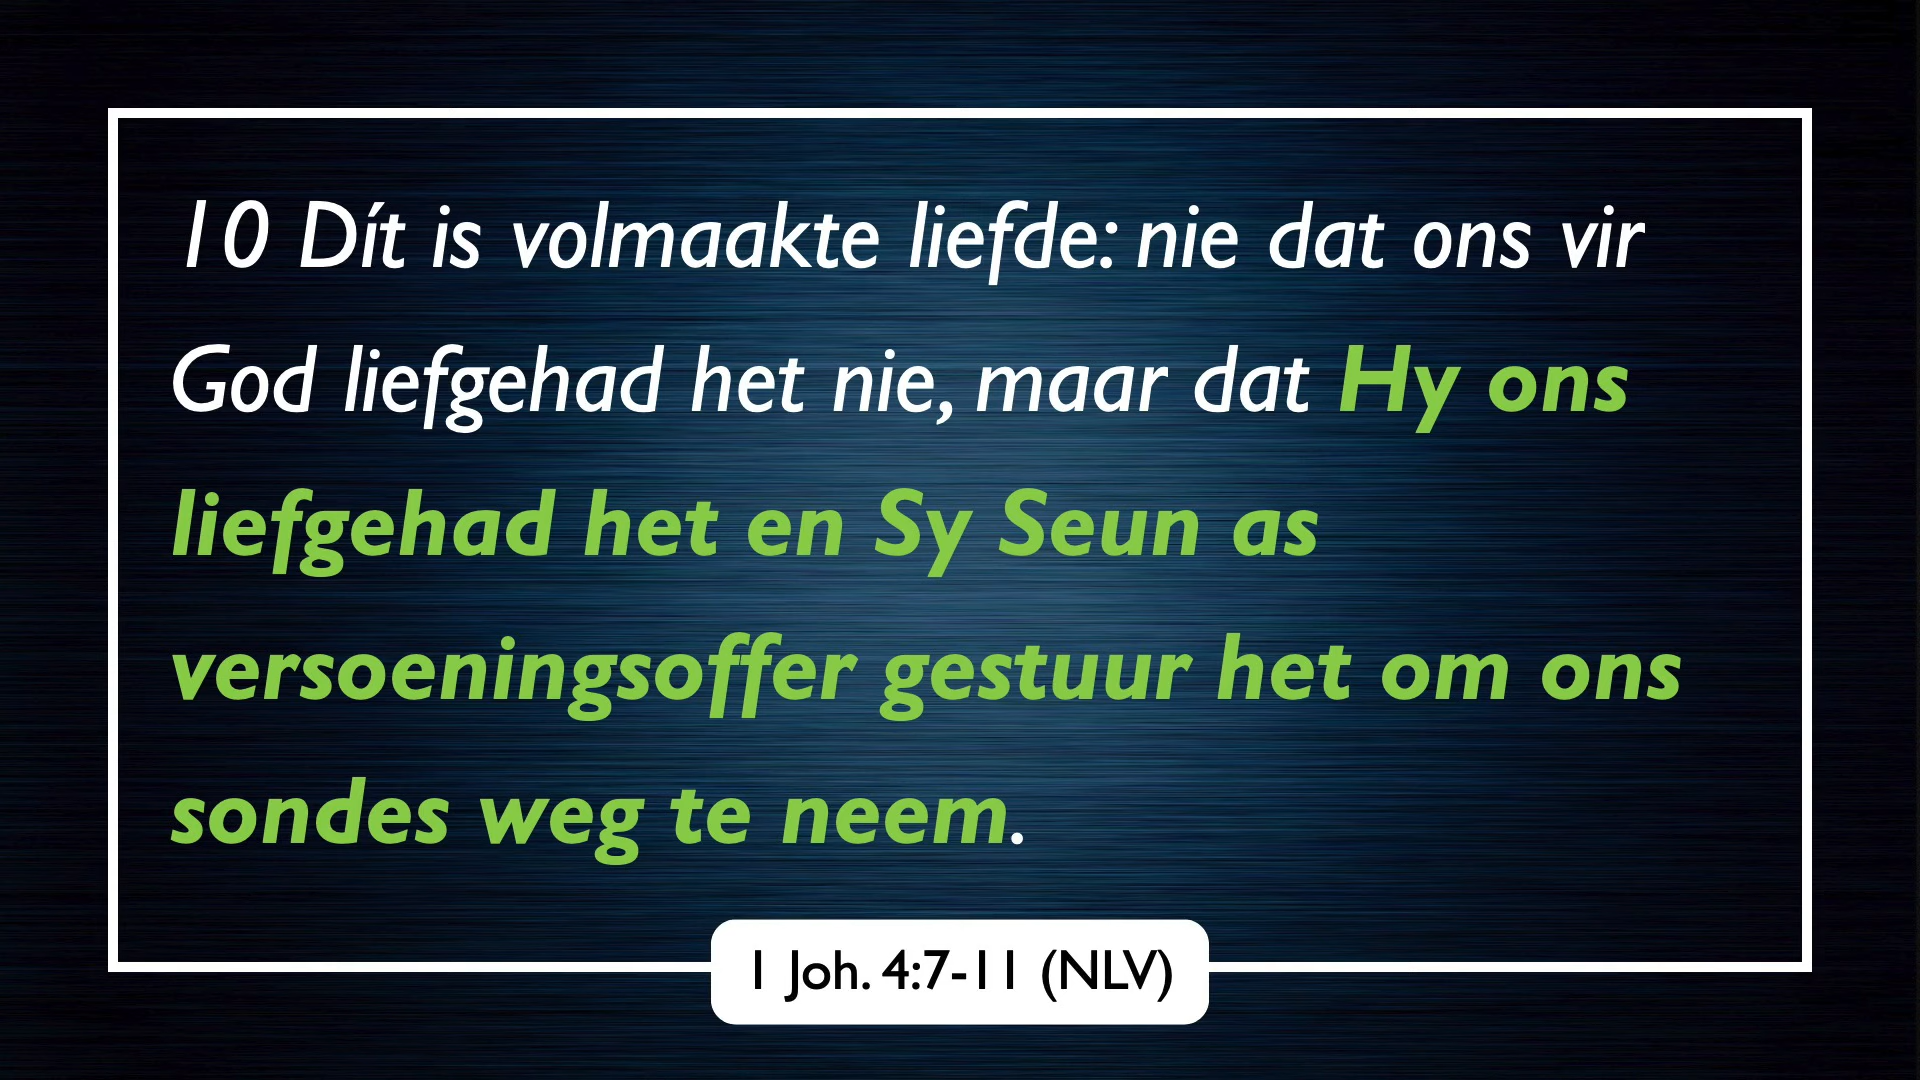 10 Dít is volmaakte liefde: nie dat ons vir
God liefgehad het nie, maar dat Hy ons
liefgehad het en Sy Seun as
versoeningsoffer gestuur het om ons
sondes weg te neem.
1 Joh. 4:7-11 (NLV)